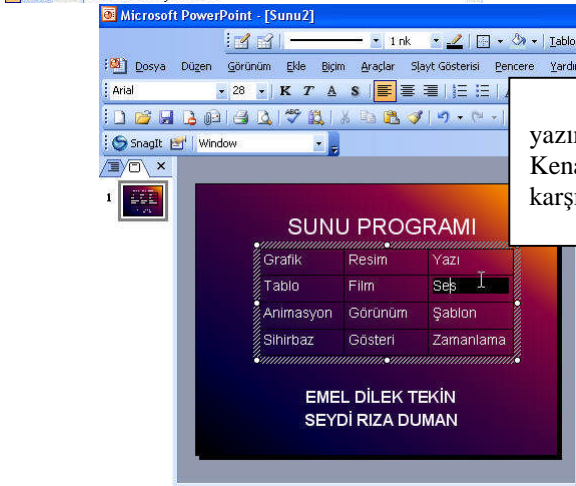 Microsoft PowerPoint - [Sunu2]
1 nk Tablo
Dosya Düzen Görünüm Ekle Biçim Araçlar Slayt Gösterisi Pencere
Arial 28 K T A S
SnagIt Window
yazı
Kena
karşı
1
SUNU PROGRAMI
Grafik Resim Yazı
Tablo Film Ses
Animasyon Görünüm Şablon
Sihirbaz Gösteri Zamanlama
EMEL DİLEK TEKİN
SEYDİ RIZA DUMAN